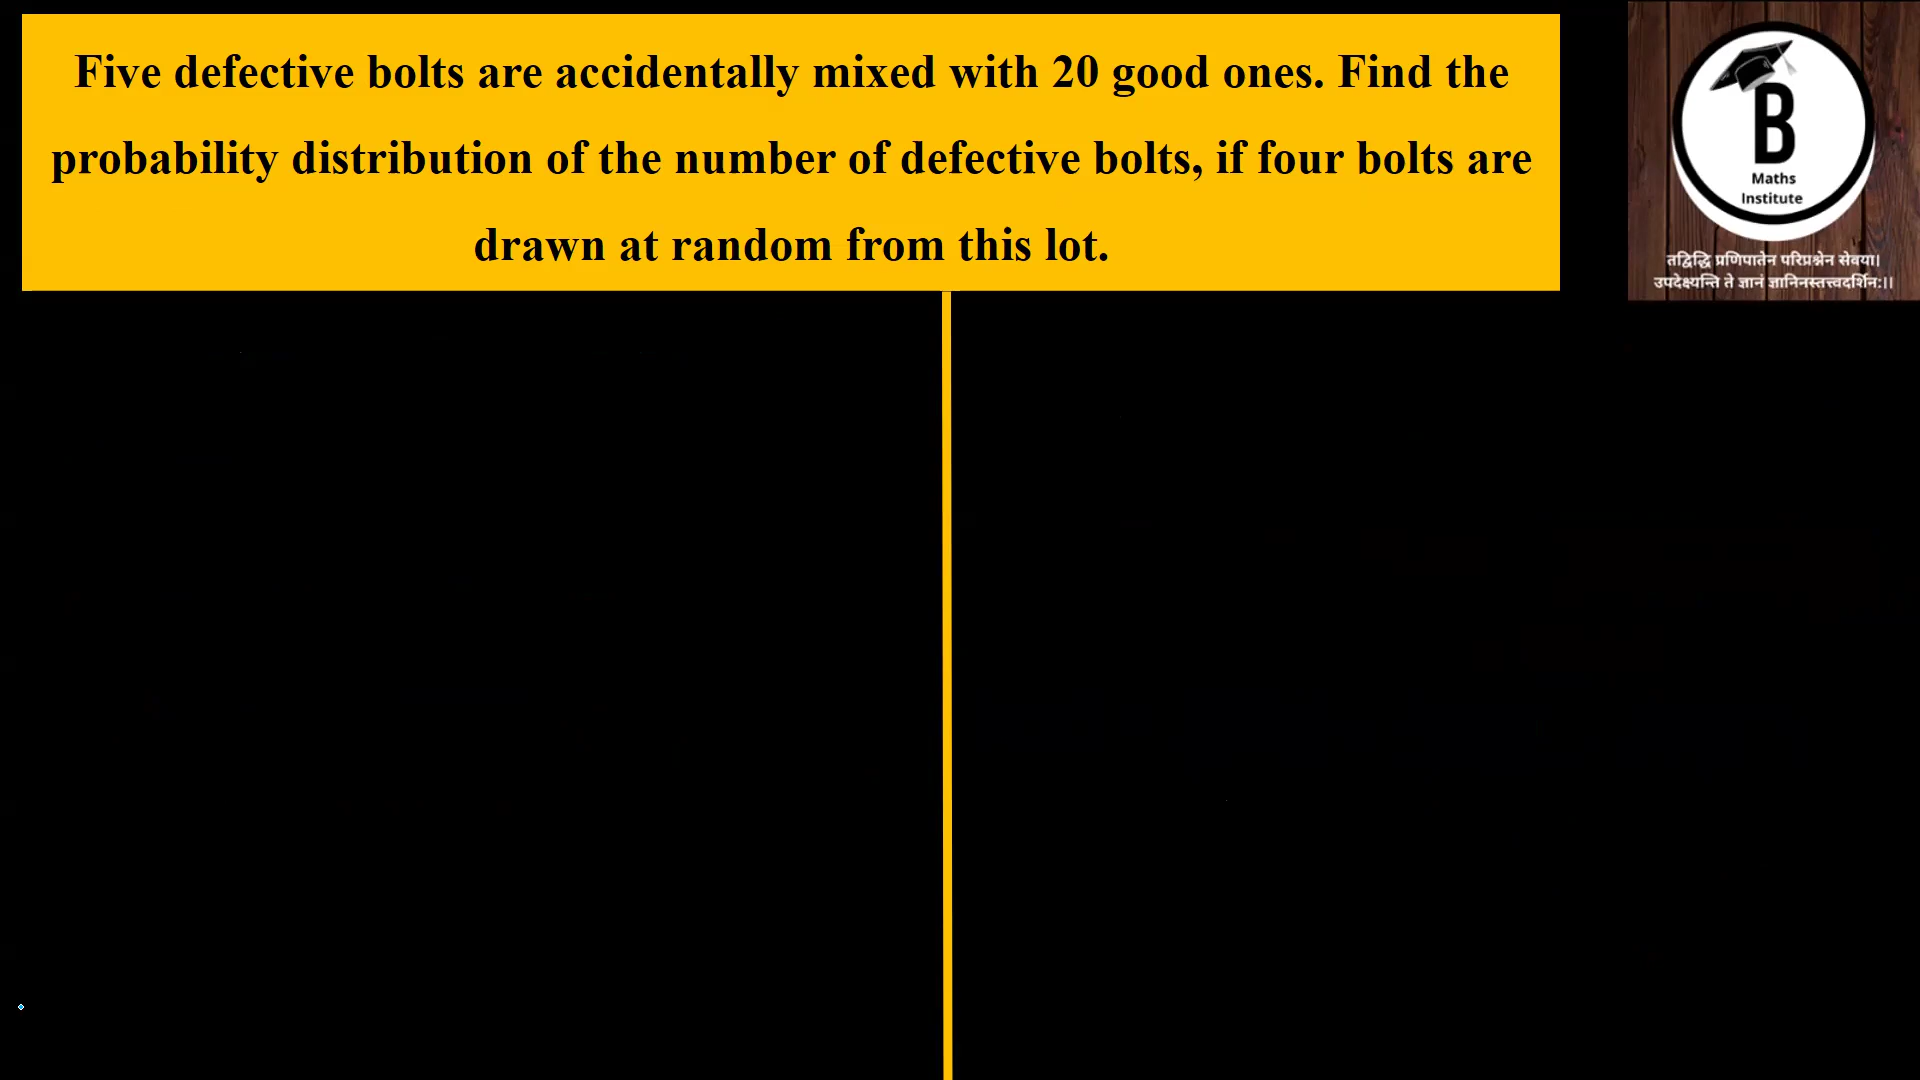 Five defective bolts are accidentally mixed with 20 good ones. Find the
probability distribution of the number of defective bolts, if four bolts are
drawn at random from this lot.
B
Maths
Institute
तद्विद्धि प्रणिपातेन परिप्रश्नेन सेवया।
उपदेक्ष्यन्ति ते ज्ञानं ज्ञानिनस्तत्त्वदर्शिन:।।